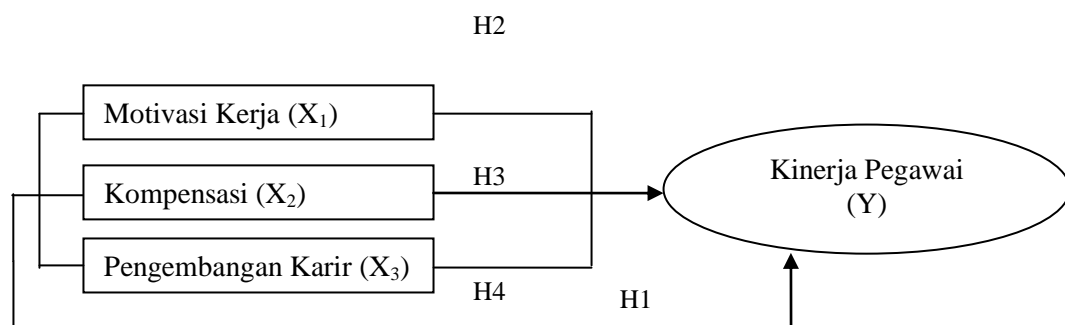 H2
Motivasi Kerja (X₁)
Kompensasi (X₂)
H3
Pengembangan Karir (X₃)
H4
H1
Kinerja Pegawai
(Y)